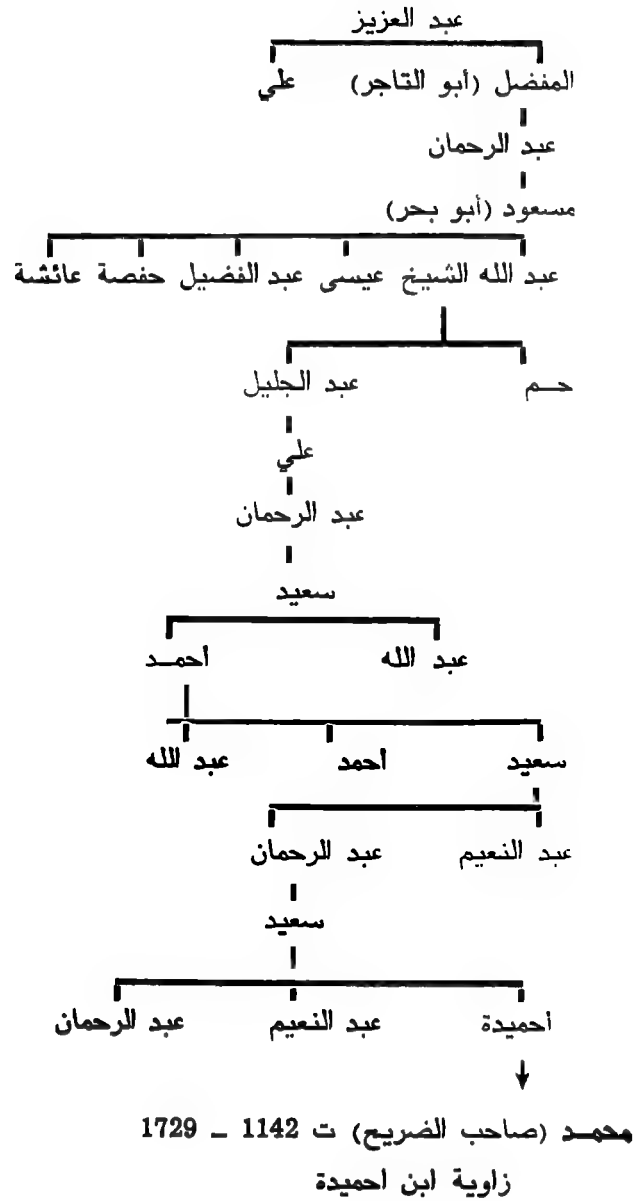 عبد العزيز
المفضل (أبو التاجر) علي
عبد الرحمان
مسعود (أبو بحر)
عبد الله الشيخ عيسى عبد الفضيل حفصة عائشة
حـم عبد الجليل
علي
عبد الرحمان
سعيد
عبد الله أحمـد
سعيد احمد عبد الله
عبد النعيم عبد الرحمان
سعيد
احميدة عبد النعيم عبد الرحمان
محمـد (صاحب الضريح) ت 1142 ـ 1729
زاوية ابن احميدة